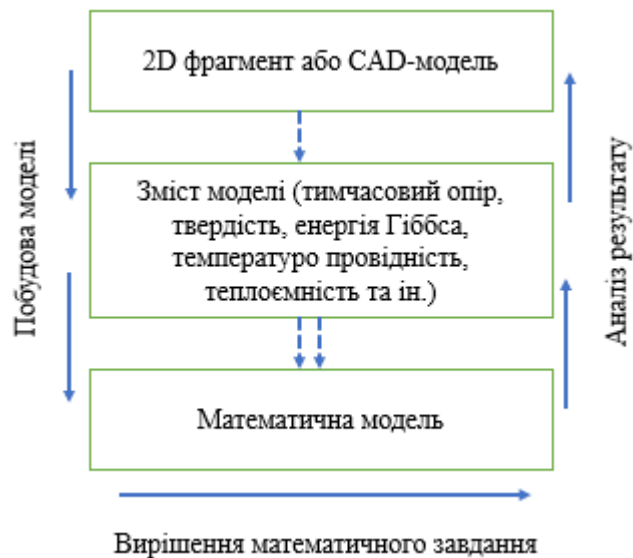 2D фрагмент або CAD-модель
Побудова моделі
Зміст моделі (тимчасовий опір,
твердість, енергія Гіббса,
температуро провідність,
теплоємність та ін.)
Аналіз результату
Математична модель
Вирішення математичного завдання